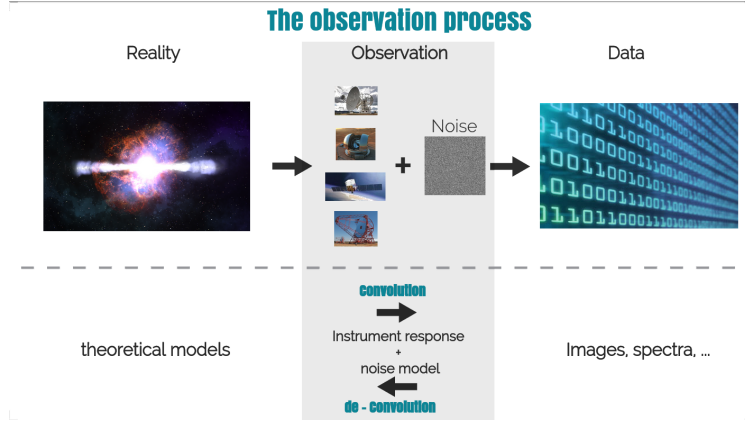 The observation process
Reality
Observation
Data
Noise
+
convolution
Instrument response
+
noise model
de - convolution
theoretical models
Images, spectra, ...